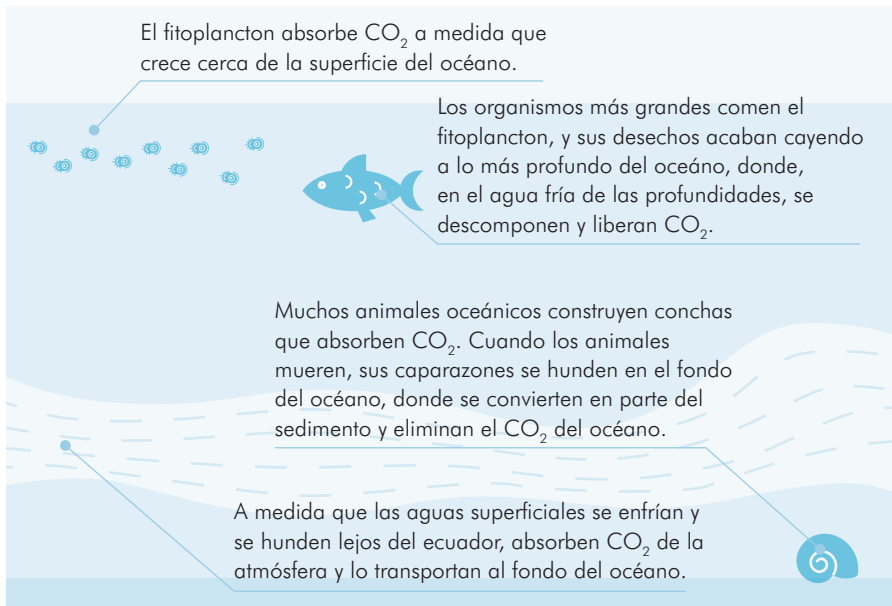 El fitoplancton absorbe CO₂ a medida que
crece cerca de la superficie del océano.
Los organismos más grandes comen el
fitoplancton, y sus desechos acaban cayendo
a lo más profundo del oceáno, donde,
en el agua fría de las profundidades, se
descomponen y liberan CO₂.
Muchos animales oceánicos construyen conchas
que absorben CO₂. Cuando los animales
mueren, sus caparazones se hunden en el fondo
del océano, donde se convierten en parte del
sedimento y eliminan el CO₂ del océano.
A medida que las aguas superficiales se enfrían y
se hunden lejos del ecuador, absorben CO₂ de la
atmósfera y lo transportan al fondo del océano.